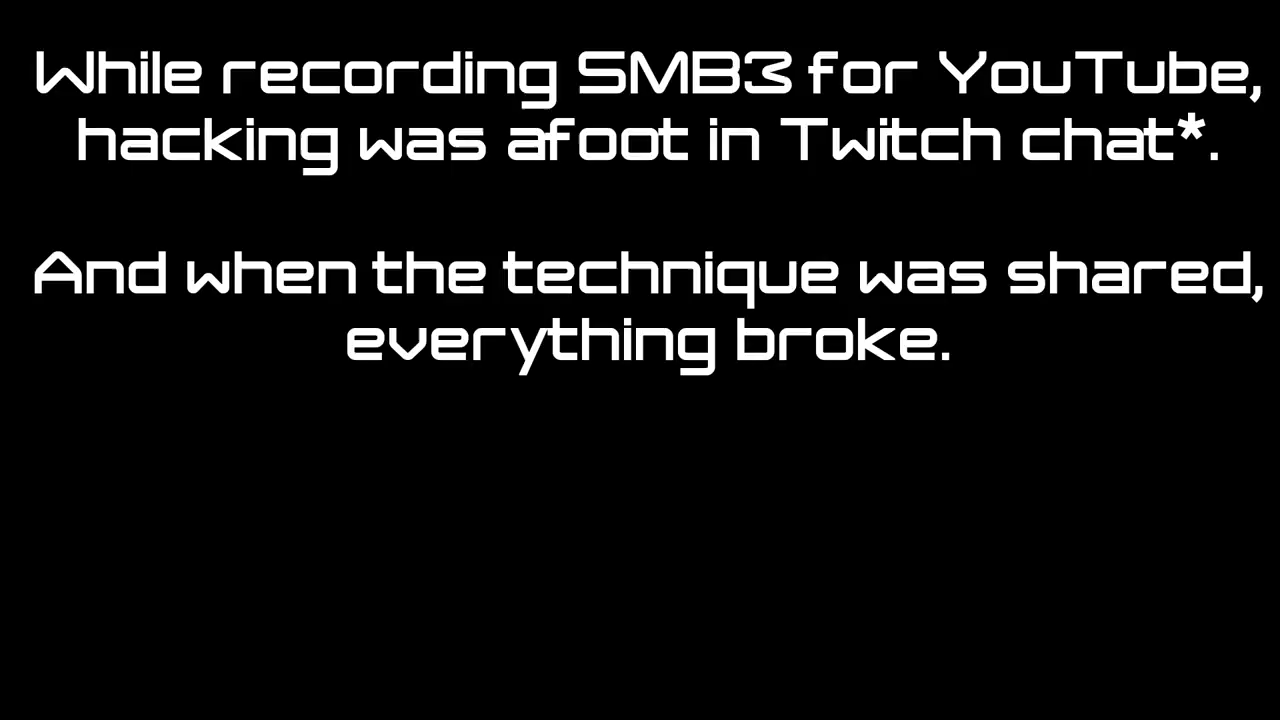 While recording SMB3 for YouTube,
hacking was afoot in Twitch chat*.
And when the technique was shared,
everything broke.